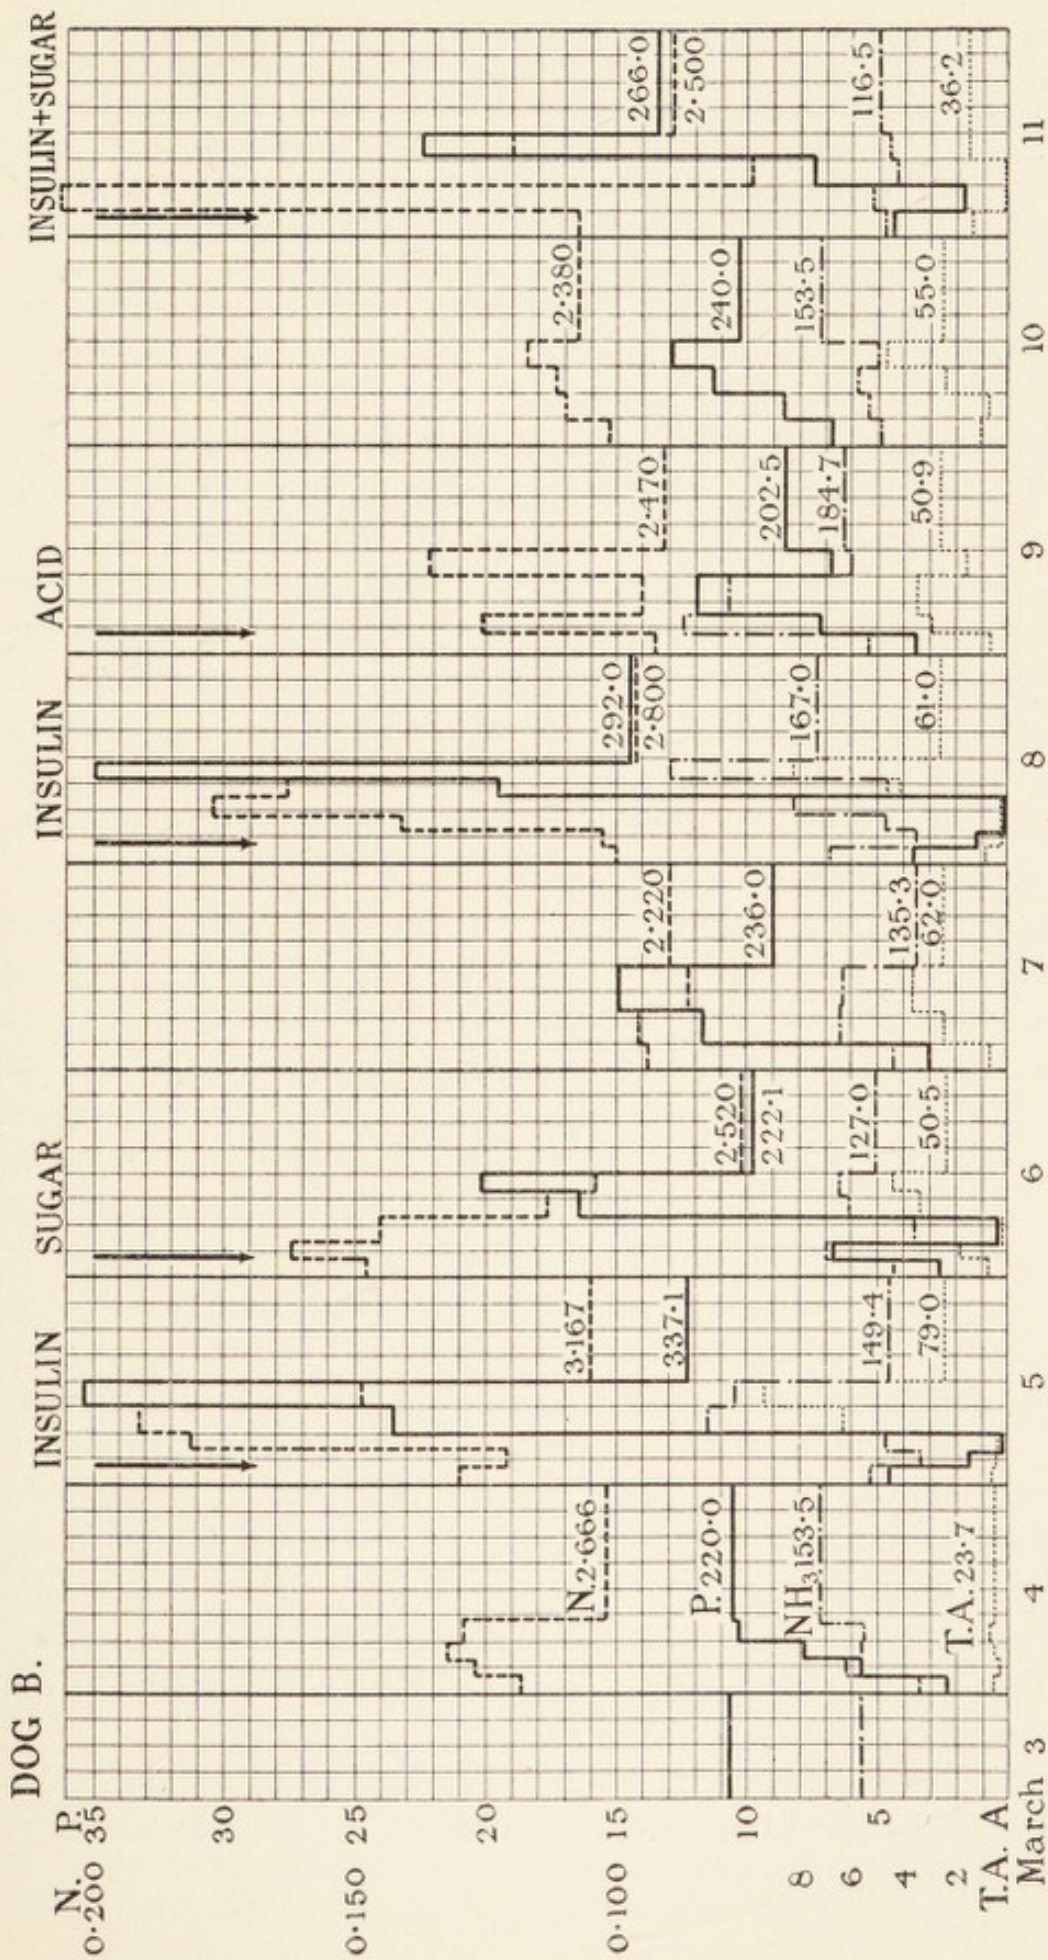 DOG B.
INSULIN
SUGAR
INSULIN
ACID
INSULIN+SUGAR
N. P.
0·200 35
30
0·150 25
20
0·100 15
10
8
6 5
4
2
T.A. A
N.2·666
P.220·0
NH3 153·5
T.A. 23·7
3·167
337·1
149·4
79·0
2·520
222·1
127·0
50·5
2·220
236·0
135·3
62·0
292·0
2·800
167·0
61·0
2·470
202·5
184·7
50·9
2·380
240·0
153·5
55·0
266·0
2·500
116·5
36·2
March 3 4 5 6 7 8 9 10 11